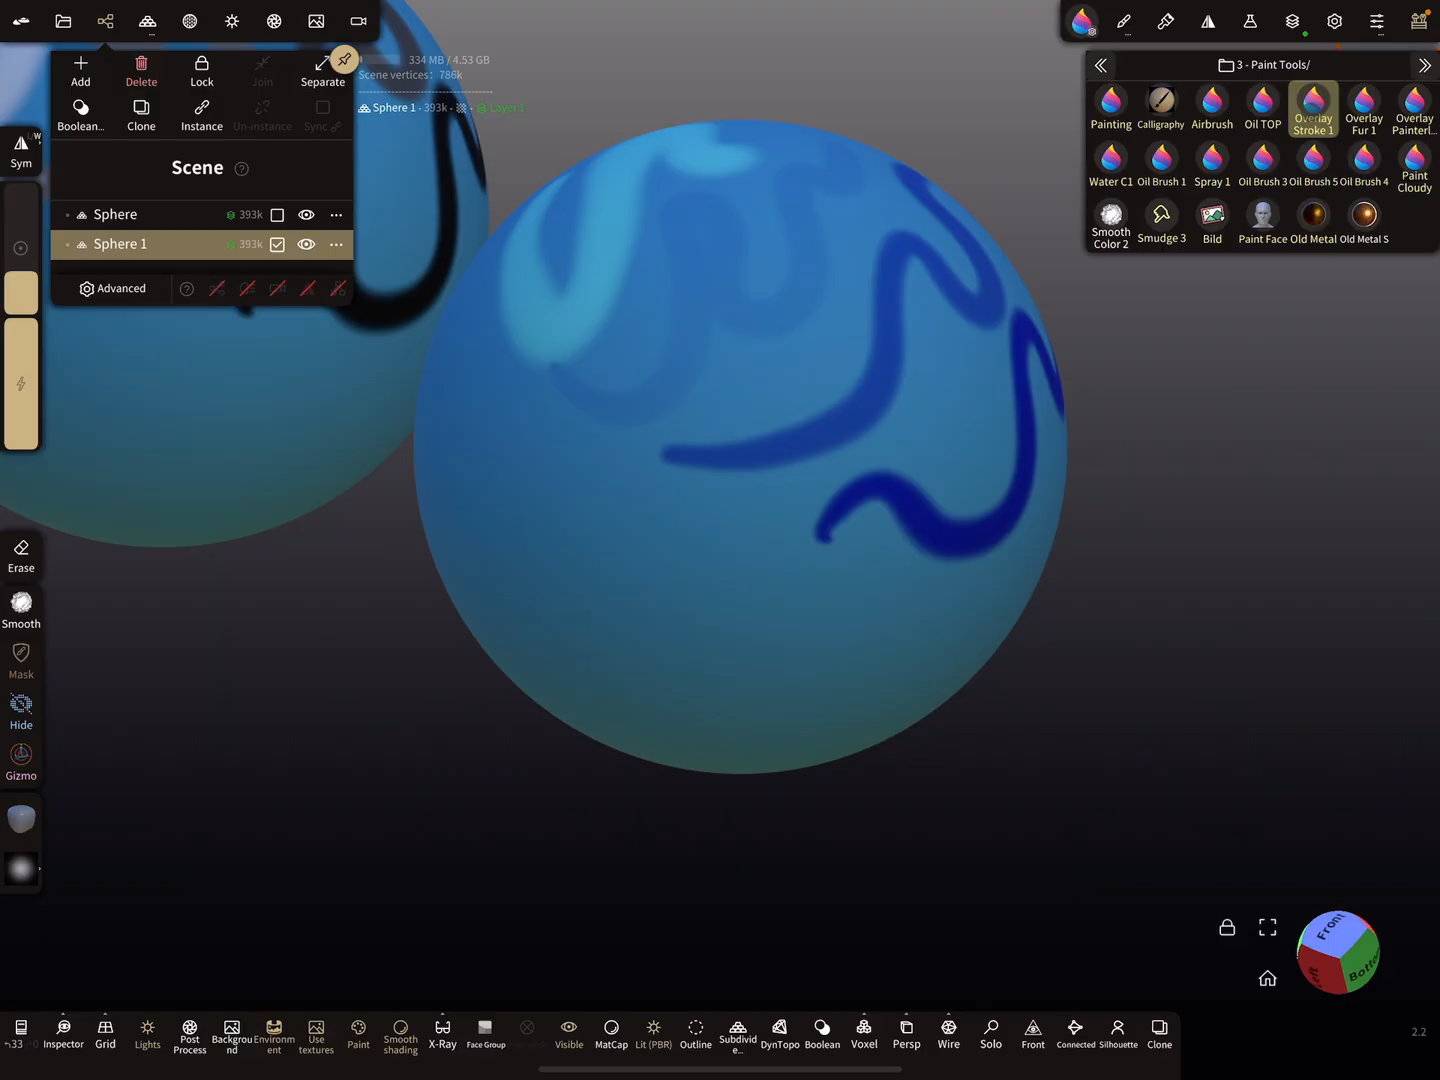 334 MB / 4.53 GB
Scene vertices: 786k
Sphere 1 · 393k · Layer 1
Add
Delete
Lock
Join
Separate
Boolean...
Clone
Instance
Un-instance
Sync
Scene
Sphere 393k
Sphere 1 393k
Advanced
Sym
Erase
Smooth
Mask
Hide
Gizmo
3 - Paint Tools/
Painting
Calligraphy
Airbrush
Oil TOP
Overlay Stroke 1
Overlay Fur 1
Overlay Painterl...
Water C1
Oil Brush 1
Spray 1
Oil Brush 3
Oil Brush 5
Oil Brush 4
Paint Cloudy
Smooth Color 2
Smudge 3
Bild
Paint Face
Old Metal
Old Metal S
Front
Left
Botto
2.2
33
Inspector
Grid
Lights
Post Process
Background
Environment
Use textures
Paint
Smooth shading
X-Ray
Face Group
Visible
MatCap
Lit (PBR)
Outline
Subdivide...
DynTopo
Boolean
Voxel
Persp
Wire
Solo
Front
Connected
Silhouette
Clone